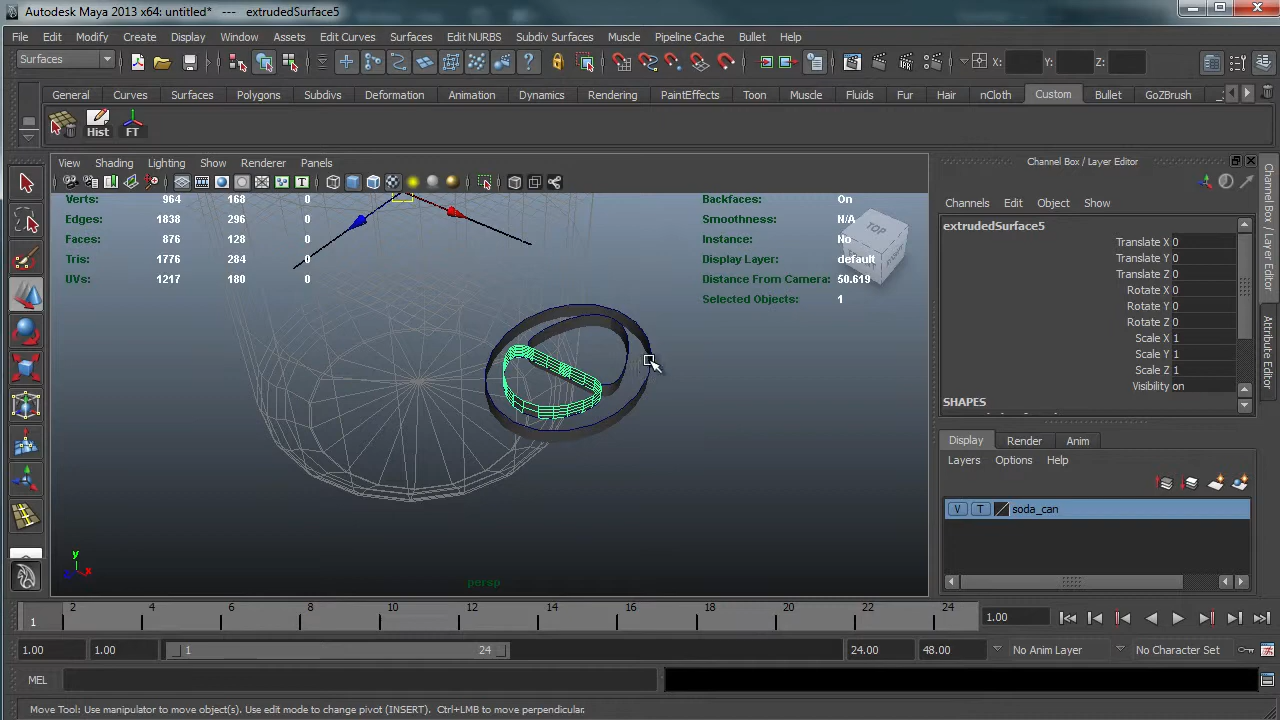 Autodesk Maya 2013 x64: untitled* --- extrudedSurface5
File Edit Modify Create Display Window Assets Edit Curves Surfaces Edit NURBS Subdiv Surfaces Muscle Pipeline Cache Bullet Help
Surfaces X: Y: Z:
General Curves Surfaces Polygons Subdivs Deformation Animation Dynamics Rendering PaintEffects Toon Muscle Fluids Fur Hair nCloth Custom Bullet GoZBrush
Hist FT
View Shading Lighting Show Renderer Panels
Channel Box / Layer Editor
Verts: 964 168 0
Edges: 1838 296 0
Faces: 876 128 0
Tris: 1776 284 0
UVs: 1217 180 0
Backfaces: On
Smoothness: N/A
Instance: No
Display Layer: default
Distance From Camera: 50.619
Selected Objects: 1
TOP
persp
y
x
Channels Edit Object Show
extrudedSurface5
Translate X 0
Translate Y 0
Translate Z 0
Rotate X 0
Rotate Y 0
Rotate Z 0
Scale X 1
Scale Y 1
Scale Z 1
Visibility on
SHAPES
Display Render Anim
Layers Options Help
V T soda_can
Channel Box / Layer Editor
Attribute Editor
1 2 4 6 8 10 12 14 16 18 20 22 24 1.00
1.00 1.00 1 24 24.00 48.00 No Anim Layer No Character Set
MEL
Move Tool: Use manipulator to move object(s). Use edit mode to change pivot (INSERT). Ctrl+LMB to move perpendicular.